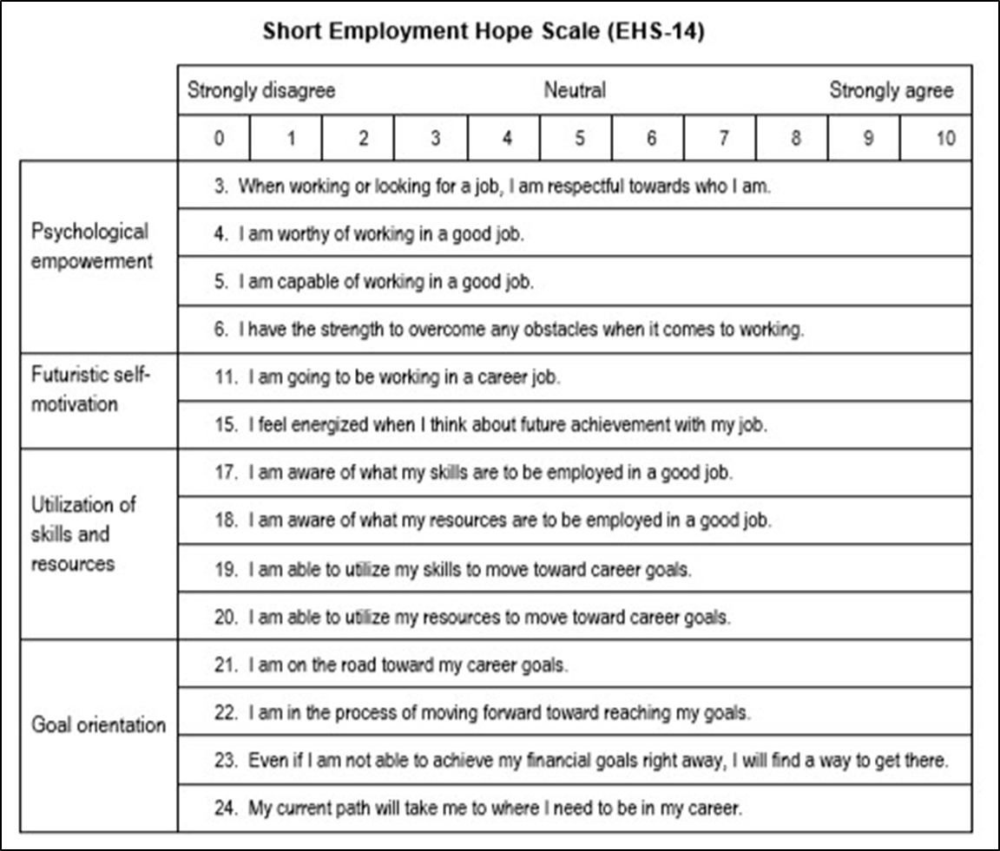 Short Employment Hope Scale (EHS-14)
Strongly disagree Neutral Strongly agree
0 1 2 3 4 5 6 7 8 9 10
Psychological
empowerment
3. When working or looking for a job, I am respectful towards who I am.
4. I am worthy of working in a good job.
5. I am capable of working in a good job.
6. I have the strength to overcome any obstacles when it comes to working.
Futuristic self-
motivation
11. I am going to be working in a career job.
15. I feel energized when I think about future achievement with my job.
Utilization of
skills and
resources
17. I am aware of what my skills are to be employed in a good job.
18. I am aware of what my resources are to be employed in a good job.
19. I am able to utilize my skills to move toward career goals.
20. I am able to utilize my resources to move toward career goals.
Goal orientation
21. I am on the road toward my career goals.
22. I am in the process of moving forward toward reaching my goals.
23. Even if I am not able to achieve my financial goals right away, I will find a way to get there.
24. My current path will take me to where I need to be in my career.